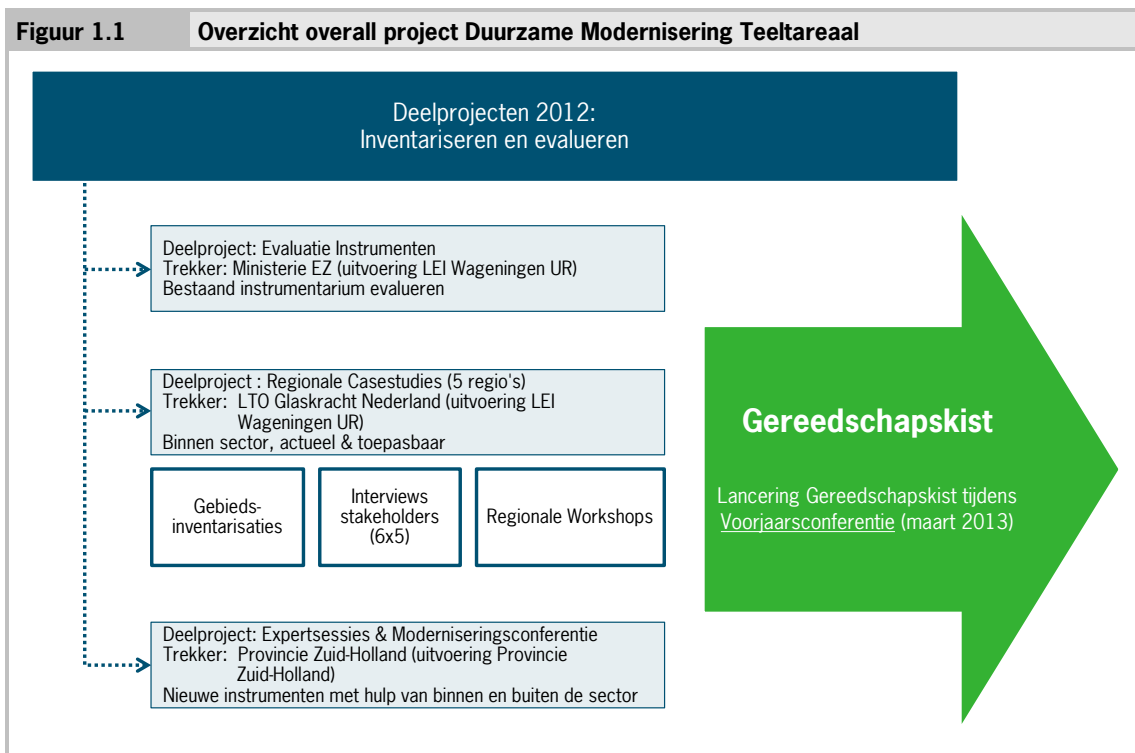 Figuur 1.1 Overzicht overall project Duurzame Modernisering Teeltareaal
Deelprojecten 2012:
Inventariseren en evalueren
Deelproject: Evaluatie Instrumenten
Trekker: Ministerie EZ (uitvoering LEI Wageningen UR)
Bestaand instrumentarium evalueren
Deelproject : Regionale Casestudies (5 regio's)
Trekker: LTO Glaskracht Nederland (uitvoering LEI
Wageningen UR)
Binnen sector, actueel & toepasbaar
Gebieds-
inventarisaties
Interviews
stakeholders
(6x5)
Regionale Workshops
Deelproject: Expertsessies & Moderniseringsconferentie
Trekker: Provincie Zuid-Holland (uitvoering Provincie
Zuid-Holland)
Nieuwe instrumenten met hulp van binnen en buiten de sector
Gereedschapskist
Lancering Gereedschapskist tijdens
Voorjaarsconferentie (maart 2013)